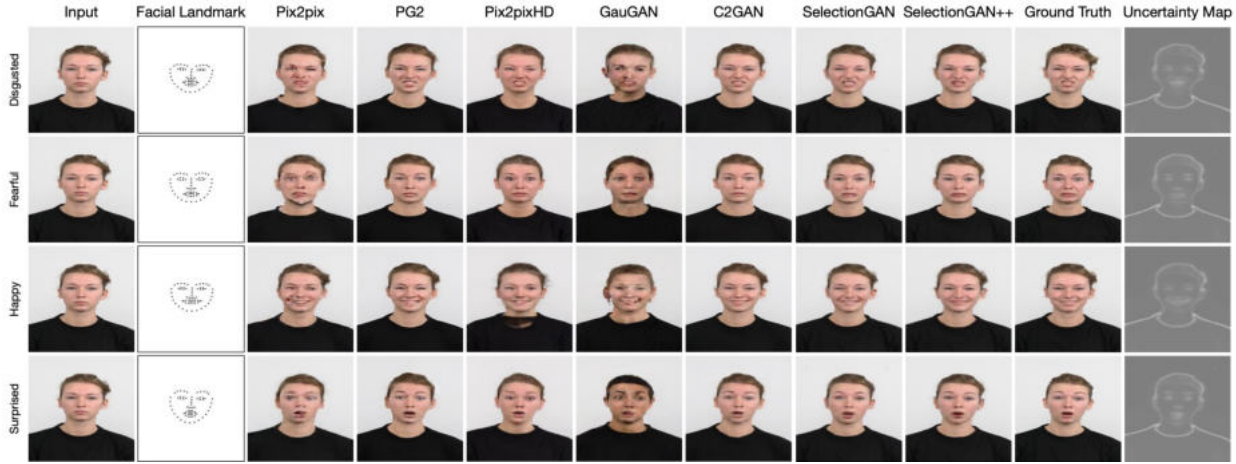 Input Facial Landmark Pix2pix PG2 Pix2pixHD GauGAN C2GAN SelectionGAN SelectionGAN++ Ground Truth Uncertainty Map
Disgusted
Fearful
Happy
Surprised